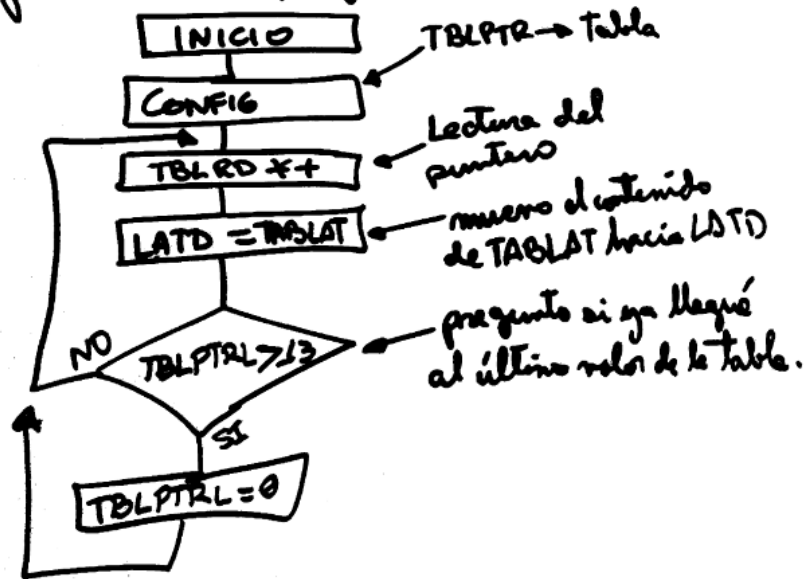 INICIO
TBLPTR → tabla
CONFIG
Lectura del
puntero
TBLRD *+
muevo el contenido
de TABLAT hacia LATD
LATD = TABLAT
pregunto si ya llegué
al último valor de la tabla.
NO
TBLPTRL > 13
SI
TBLPTRL = 0